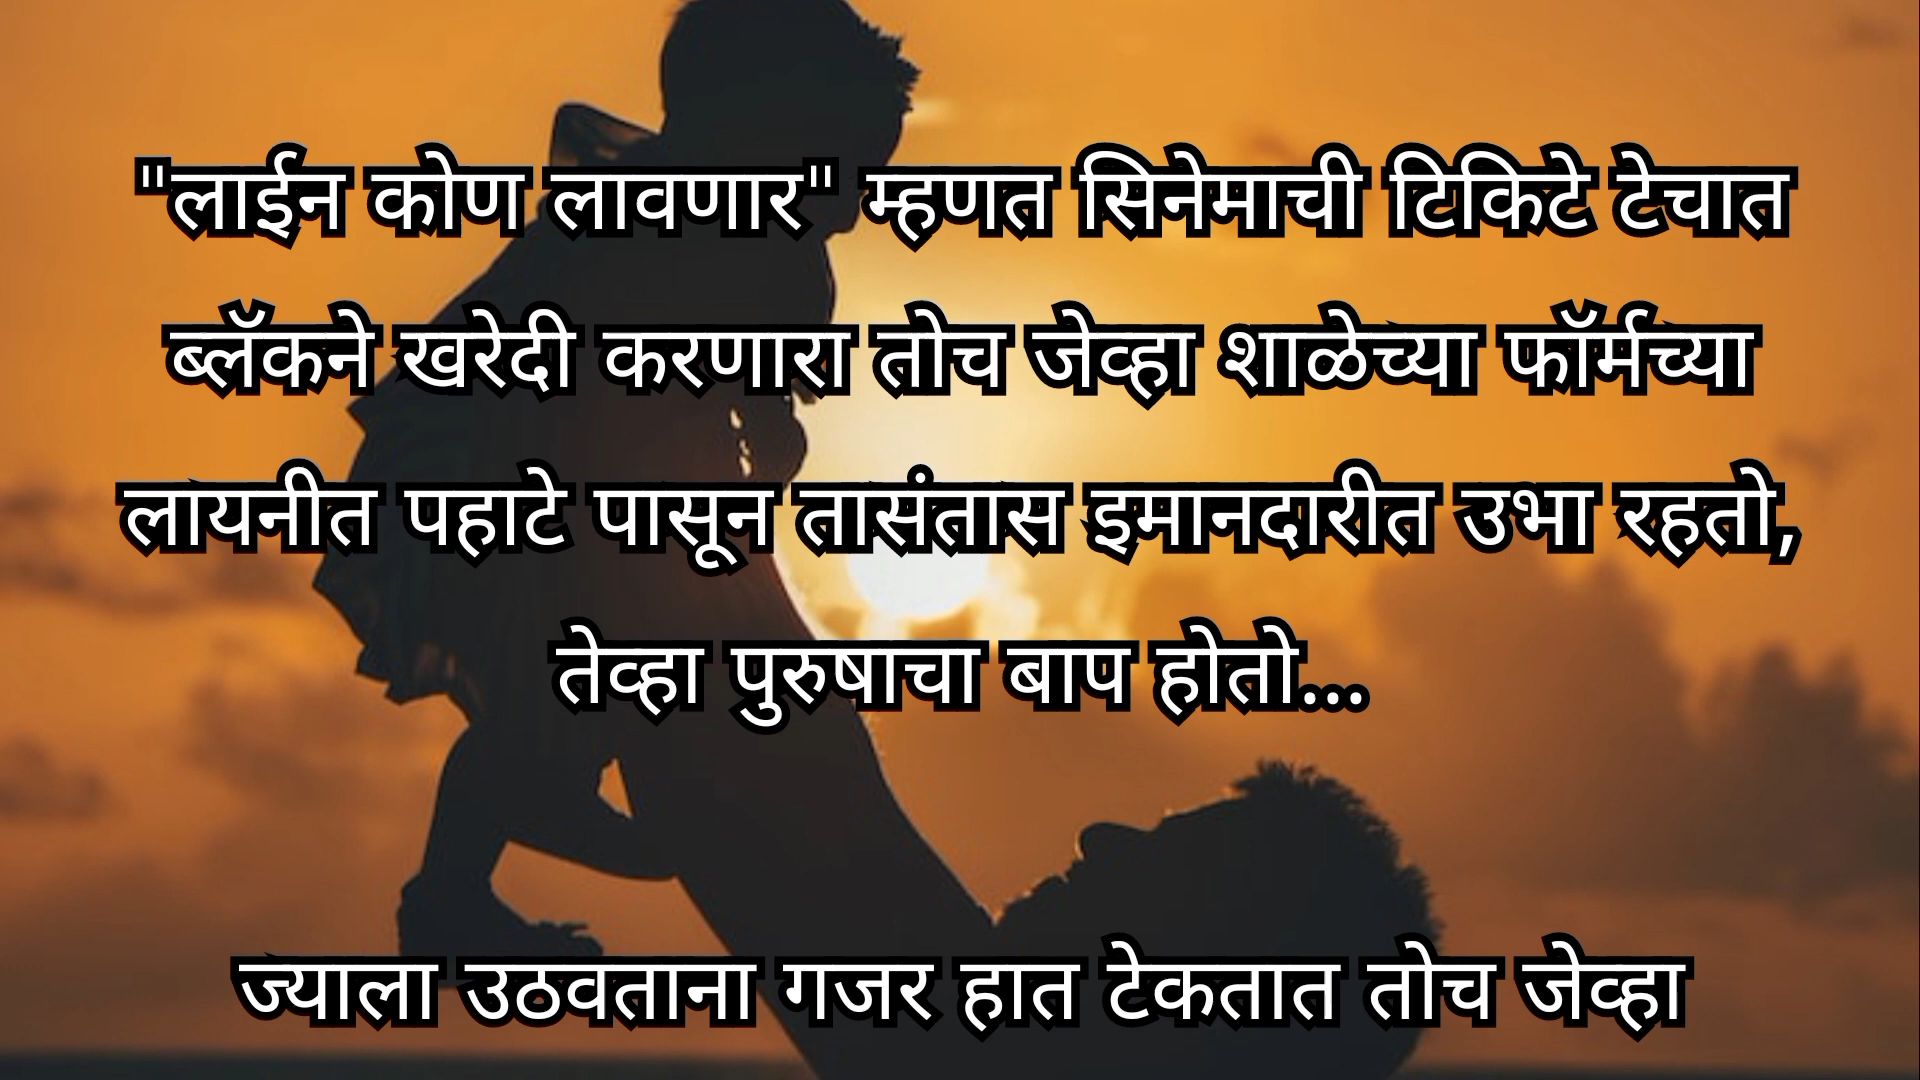 "लाईन कोण लावणार" म्हणत सिनेमाची टिकिटे टेचात
ब्लॅकने खरेदी करणारा तोच जेव्हा शाळेच्या फॉर्मच्या
लायनीत पहाटे पासून तासंतास इमानदारीत उभा रहतो,
तेव्हा पुरुषाचा बाप होतो...
ज्याला उठवताना गजर हात टेकतात तोच जेव्हा